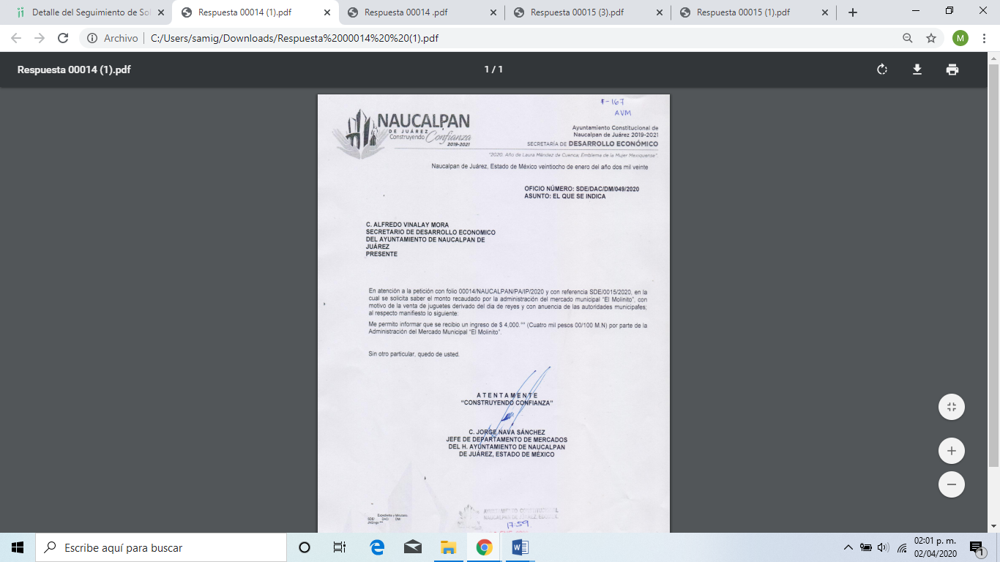 Detalle del Seguimiento de Sol
Respuesta 00014 (1).pdf
Respuesta 00014 .pdf
Respuesta 00015 (3).pdf
Respuesta 00015 (1).pdf
Archivo
C:/Users/samig/Downloads/Respuesta%2000014%20%20(1).pdf
M
Respuesta 00014 (1).pdf
1 / 1
F-167
AVM
NAUCALPAN
DE JUÁREZ
Construyendo Confianza
2019-2021
Ayuntamiento Constitucional de
Naucalpan de Juárez 2019-2021
SECRETARÍA DE DESARROLLO ECONÓMICO
"2020. Año de Laura Méndez de Cuenca; Emblema de la Mujer Mexiquense".
Naucalpan de Juárez, Estado de México veintiocho de enero del año dos mil veinte
OFICIO NÚMERO: SDE/DAC/DM/049/2020
ASUNTO: EL QUE SE INDICA
C. ALFREDO VINALAY MORA
SECRETARIO DE DESARROLLO ECONOMICO
DEL AYUNTAMIENTO DE NAUCALPAN DE
JUÁREZ
PRESENTE
En atención a la petición con folio 00014/NAUCALPAN/PA/IP/2020 y con referencia SDE/0015/2020, en la
cual se solicita saber el monto recaudado por la administración del mercado municipal "El Molinito", con
motivo de la venta de juguetes derivado del dia de reyes y con anuencia de las autoridades municipales;
al respecto manifiesto lo siguiente:
Me permito informar que se recibio un ingreso de $ 4,000.°° (Cuatro mil pesos 00/100 M.N) por parte de la
Administración del Mercado Municipal "El Molinito".
Sin otro particular, quedo de usted.
A T E N T A M E N T E
"CONSTRUYENDO CONFIANZA"
C. JORGE NAVA SÁNCHEZ
JEFE DE DEPARTAMENTO DE MERCADOS
DEL H. AYUNTAMIENTO DE NAUCALPAN
DE JUÁREZ, ESTADO DE MÉXICO
Expediente y Minutario
SDE/ DAC/ DM/
AYUNTAMIENTO CONSTITUCIONAL
NAUCALPAN DE JUÁREZ,
17:59
Escribe aquí para buscar
02:01 p. m.
02/04/2020
1